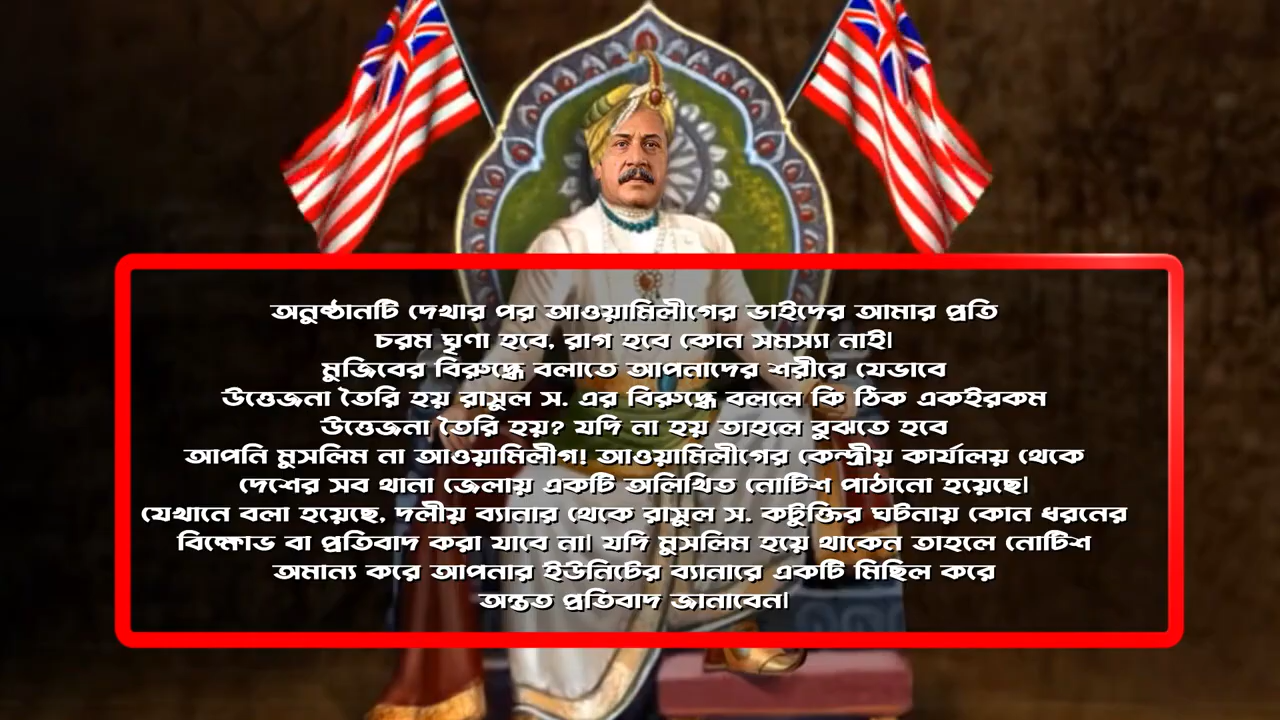 অনুষ্ঠানটি দেখার পর আওয়ামিলীগের ভাইদের আমার প্রতি
চরম ঘৃণা হবে, রাগ হবে কোন সমস্যা নাই।
মুজিবের বিরুদ্ধে বলাতে আপনাদের শরীরে যেভাবে
উত্তেজনা তৈরি হয় রাসুল স. এর বিরুদ্ধে বললে কি ঠিক একইরকম
উত্তেজনা তৈরি হয়? যদি না হয় তাহলে বুঝতে হবে
আপনি মুসলিম না আওয়ামিলীগ! আওয়ামিলীগের কেন্দ্রীয় কার্যালয় থেকে
দেশের সব থানা জেলায় একটি অলিখিত নোটিশ পাঠানো হয়েছে।
যেখানে বলা হয়েছে, দলীয় ব্যানার থেকে রাসুল স. কটুক্তির ঘটনায় কোন ধরনের
বিক্ষোভ বা প্রতিবাদ করা যাবে না। যদি মুসলিম হয়ে থাকেন তাহলে নোটিশ
অমান্য করে আপনার ইউনিটের ব্যানারে একটি মিছিল করে
অন্তত প্রতিবাদ জানাবেন।